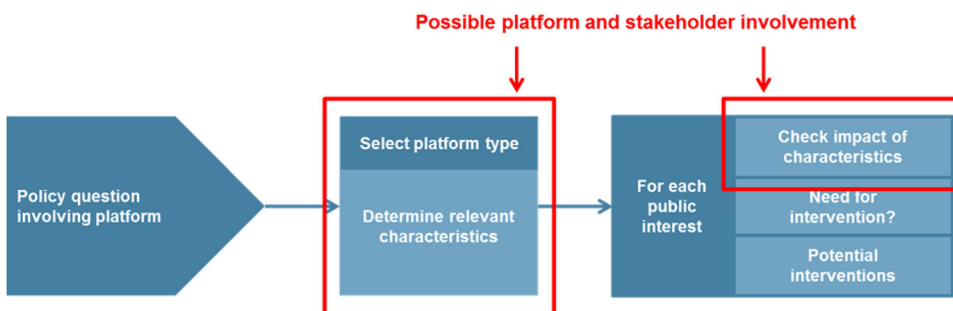 Possible platform and stakeholder involvement
Policy question
involving platform
Select platform type
Determine relevant
characteristics
For each
public
interest
Check impact of
characteristics
Need for
intervention?
Potential
interventions